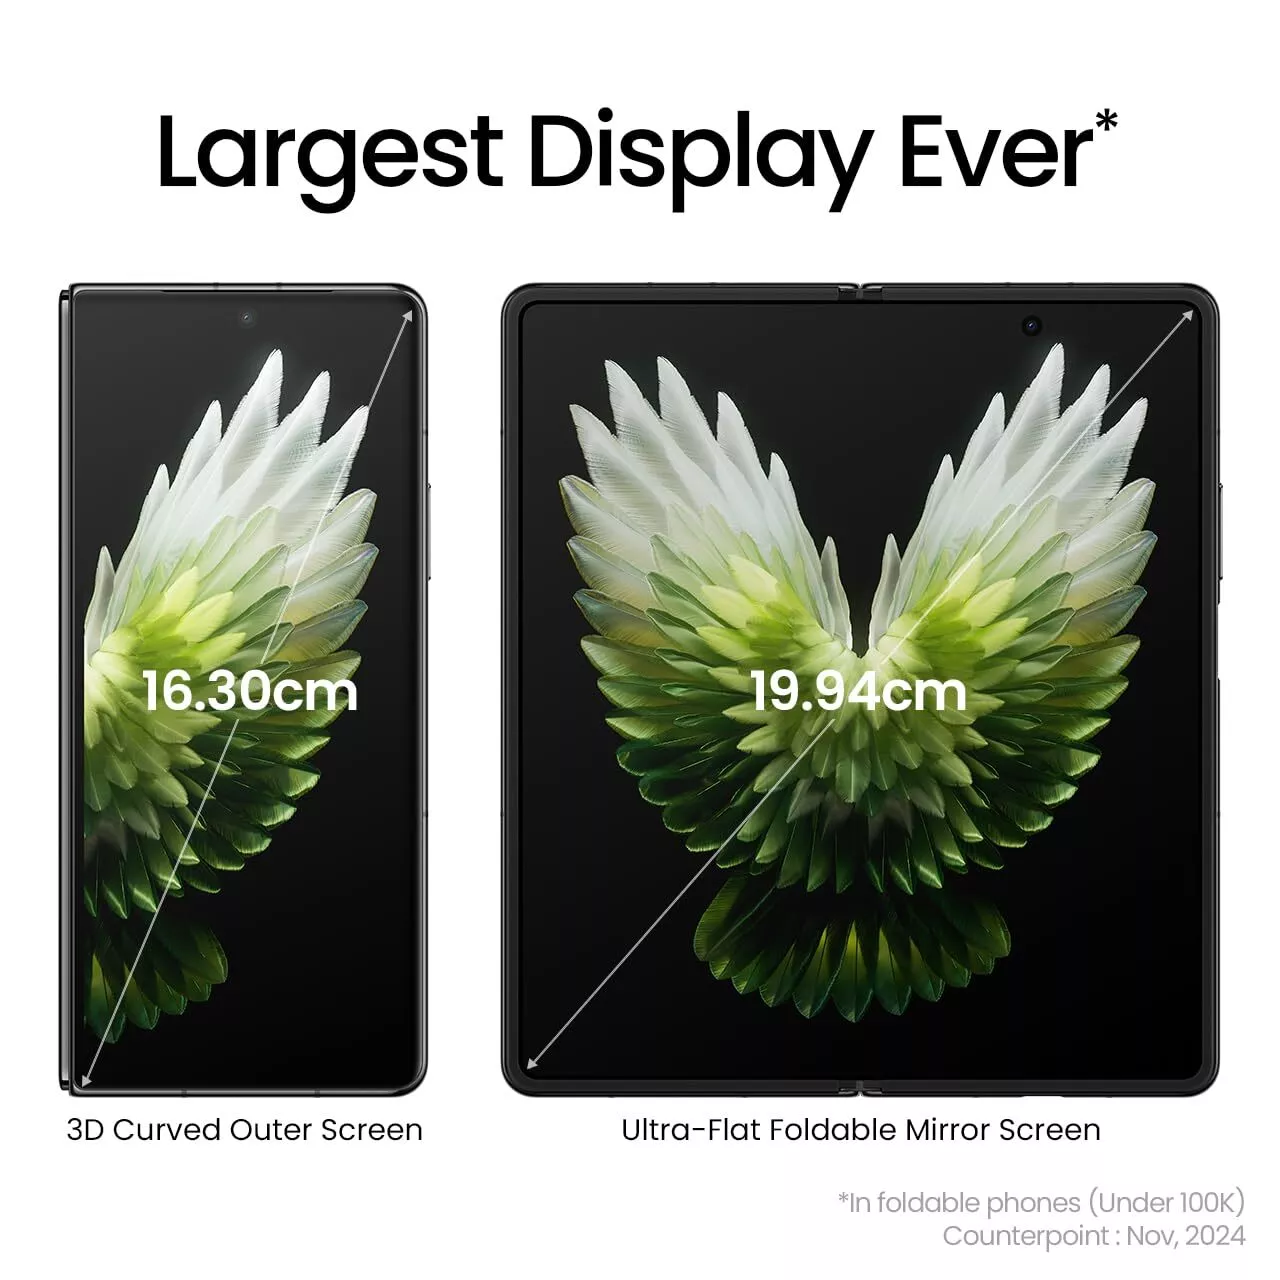 Largest Display Ever*
16.30cm
19.94cm
3D Curved Outer Screen
Ultra-Flat Foldable Mirror Screen
*In foldable phones (Under 100K)
Counterpoint : Nov, 2024